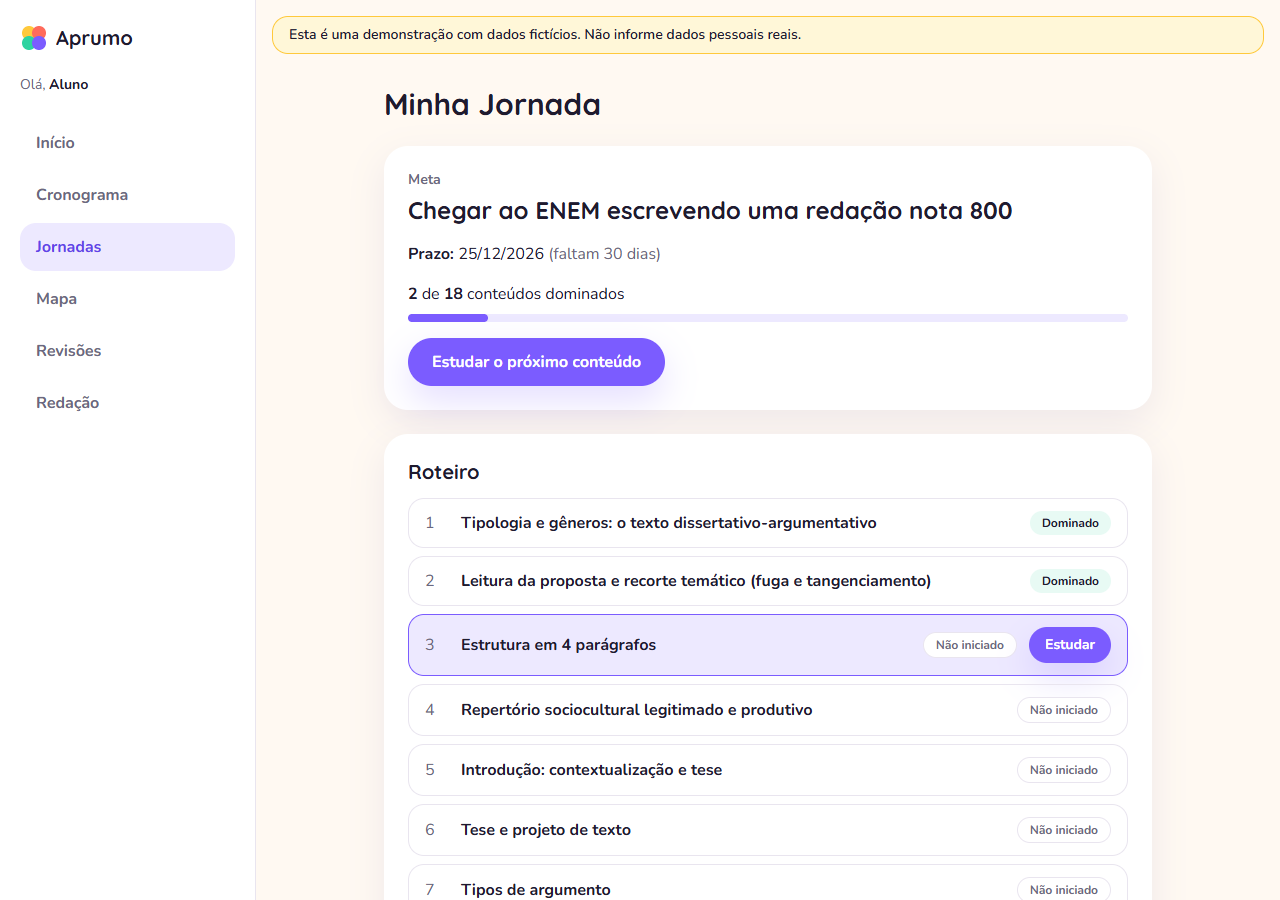 Aprumo
Olá, Aluno
Início
Cronograma
Jornadas
Mapa
Revisões
Redação
Esta é uma demonstração com dados fictícios. Não informe dados pessoais reais.
Minha Jornada
Meta
Chegar ao ENEM escrevendo uma redação nota 800
Prazo: 25/12/2026 (faltam 30 dias)
2 de 18 conteúdos dominados
Estudar o próximo conteúdo
Roteiro
1 Tipologia e gêneros: o texto dissertativo-argumentativo Dominado
2 Leitura da proposta e recorte temático (fuga e tangenciamento) Dominado
3 Estrutura em 4 parágrafos Não iniciado Estudar
4 Repertório sociocultural legitimado e produtivo Não iniciado
5 Introdução: contextualização e tese Não iniciado
6 Tese e projeto de texto Não iniciado
7 Tipos de argumento Não iniciado